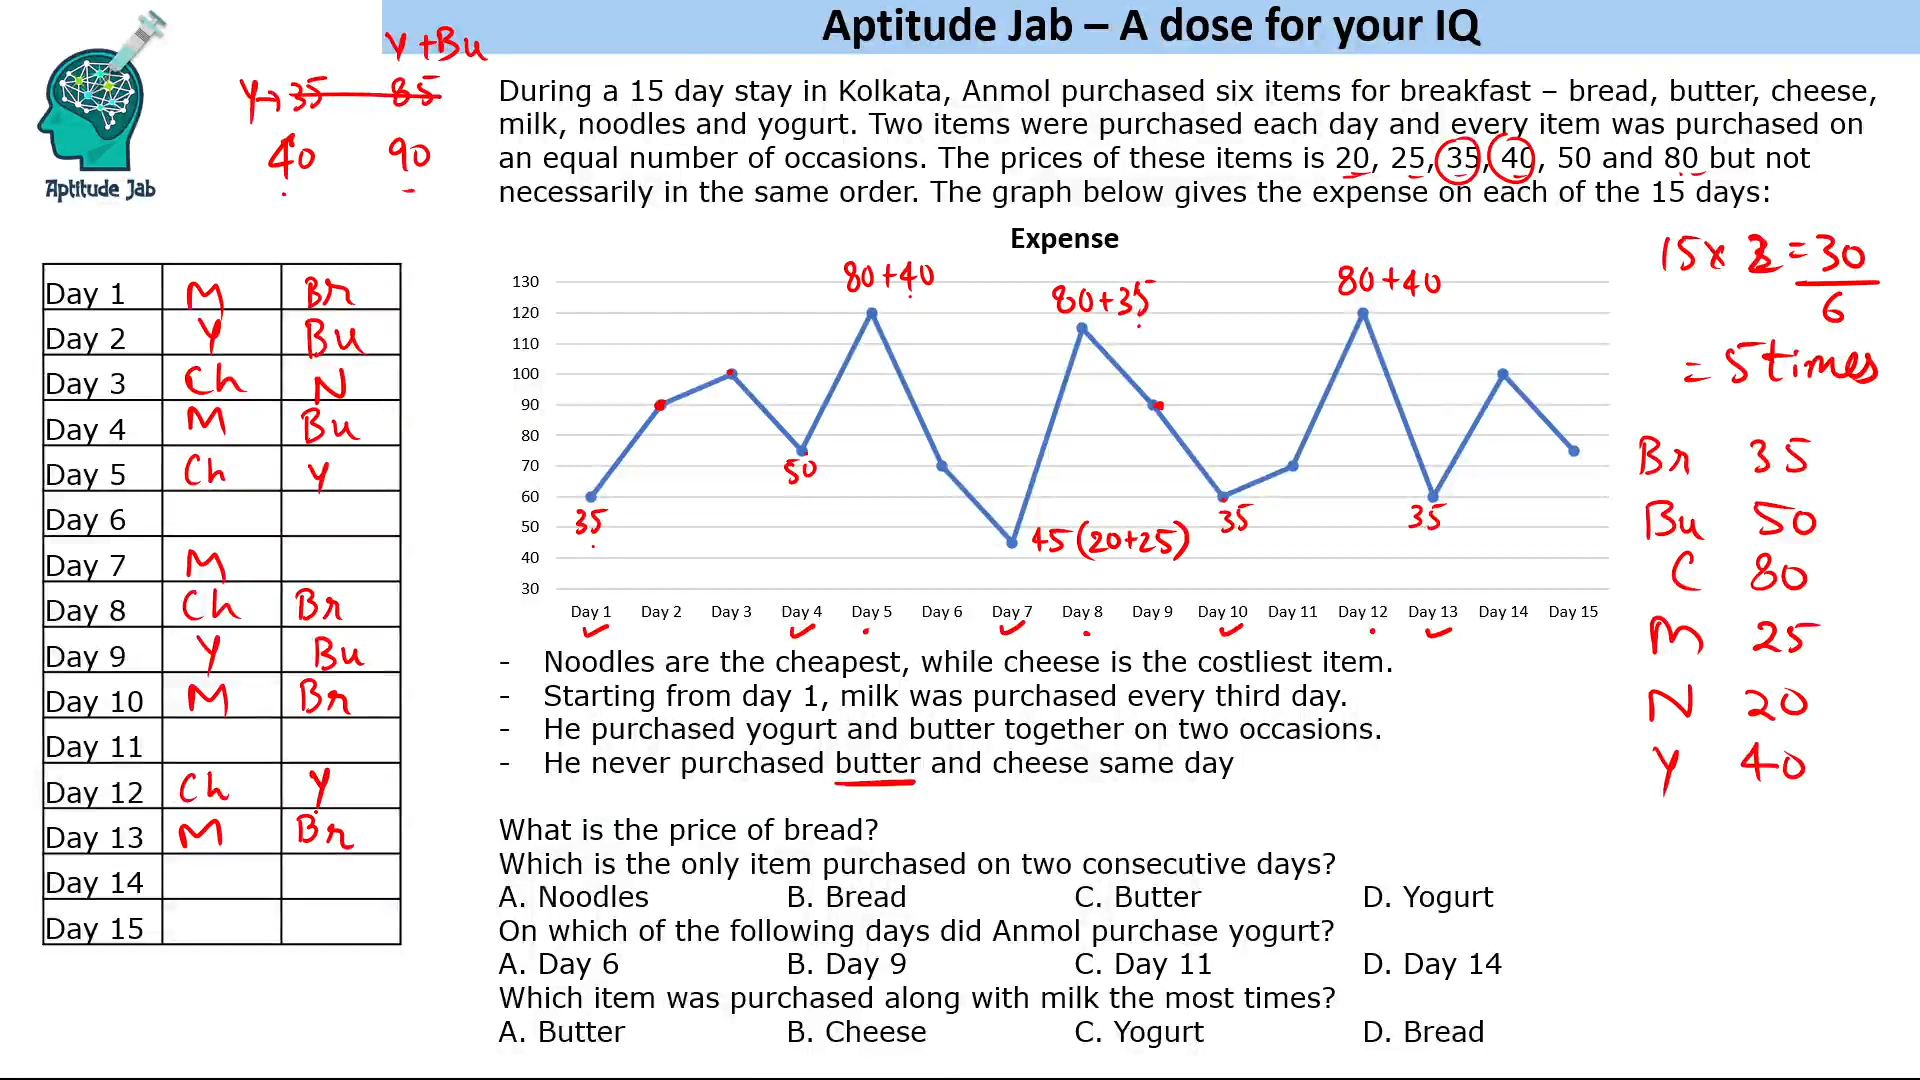 Aptitude Jab – A dose for your IQ
Y + Bu
Y → 35 85
40 90
Aptitude Jab
During a 15 day stay in Kolkata, Anmol purchased six items for breakfast – bread, butter, cheese,
milk, noodles and yogurt. Two items were purchased each day and every item was purchased on
an equal number of occasions. The prices of these items is 20, 25, 35, 40, 50 and 80 but not
necessarily in the same order. The graph below gives the expense on each of the 15 days:
Day 1 M Br
Day 2 Y Bu
Day 3 Ch N
Day 4 M Bu
Day 5 Ch Y
Day 6
Day 7 M
Day 8 Ch Br
Day 9 Y Bu
Day 10 M Br
Day 11
Day 12 Ch Y
Day 13 M Br
Day 14
Day 15
Expense
130
120
110
100
90
80
70
60
50
40
30
80+40
80+35
80+40
50
35
45 (20+25)
35
35
Day 1 Day 2 Day 3 Day 4 Day 5 Day 6 Day 7 Day 8 Day 9 Day 10 Day 11 Day 12 Day 13 Day 14 Day 15
15 x 2 = 30
6
= 5 times
Br 35
Bu 50
C 80
M 25
N 20
Y 40
- Noodles are the cheapest, while cheese is the costliest item.
- Starting from day 1, milk was purchased every third day.
- He purchased yogurt and butter together on two occasions.
- He never purchased butter and cheese same day
What is the price of bread?
Which is the only item purchased on two consecutive days?
A. Noodles B. Bread C. Butter D. Yogurt
On which of the following days did Anmol purchase yogurt?
A. Day 6 B. Day 9 C. Day 11 D. Day 14
Which item was purchased along with milk the most times?
A. Butter B. Cheese C. Yogurt D. Bread